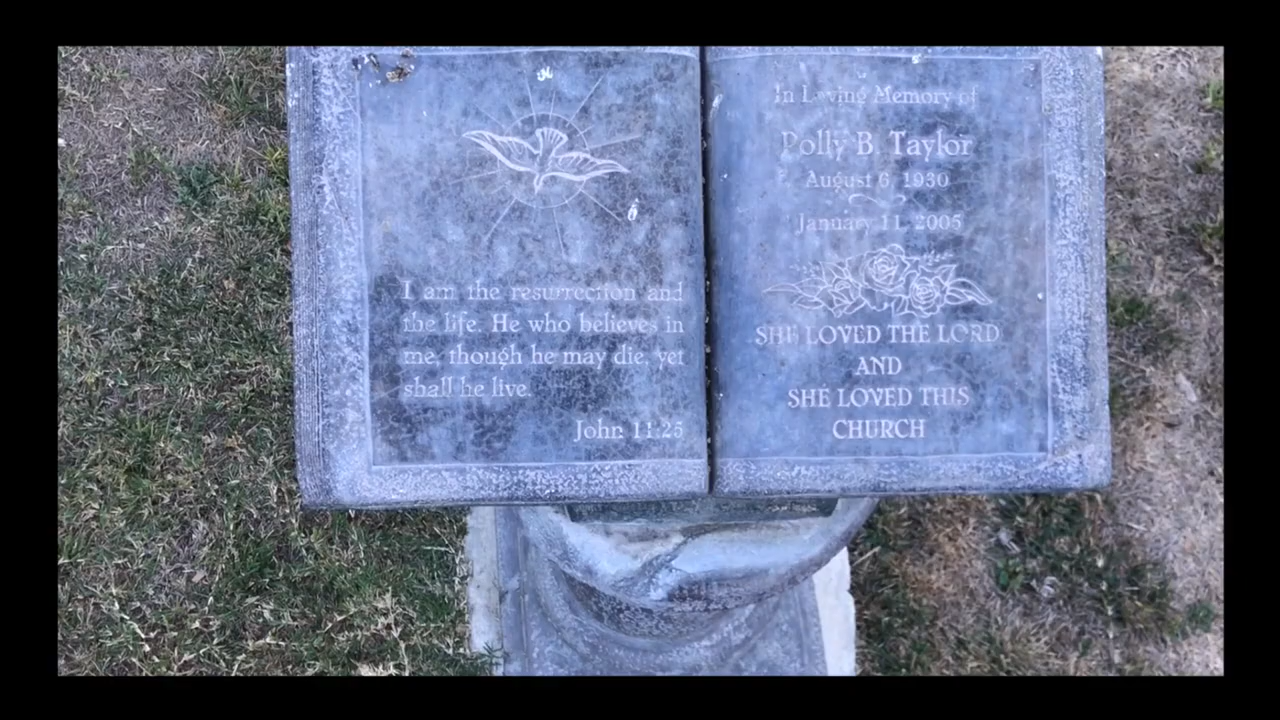 I am the resurrection and
the life. He who believes in
me, though he may die, yet
shall he live.
John 11:25
In Loving Memory of
Polly B. Taylor
August 6, 1930
January 11, 2005
SHE LOVED THE LORD
AND
SHE LOVED THIS
CHURCH